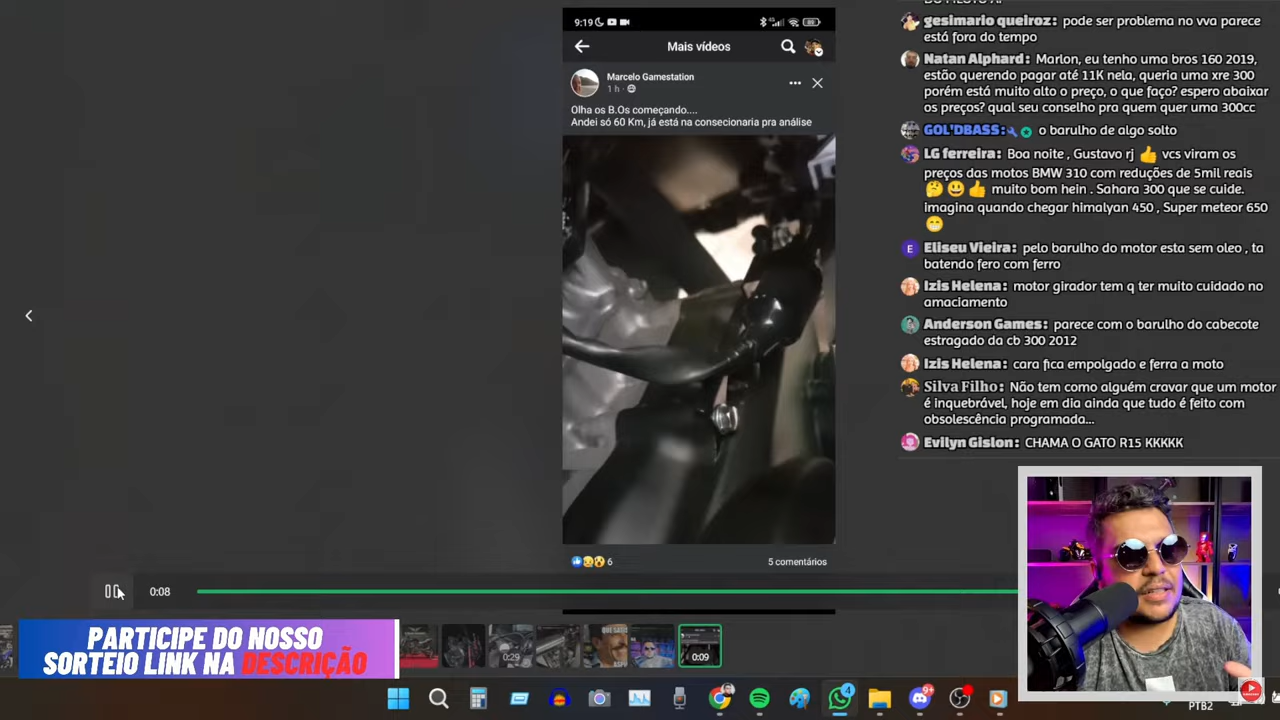 9:19
Mais vídeos
Marcelo Gamestation
1 h
Olha os B.Os começando....
Andei só 60 Km, já está na consecionaria pra análise
6
5 comentários
0:08
PARTICIPE DO NOSSO
SORTEIO LINK NA DESCRIÇÃO
0:29
0:09
gesimario queiroz: pode ser problema no vva parece
está fora do tempo
Natan Alphard: Marlon, eu tenho uma bros 160 2019,
estão querendo pagar até 11K nela, queria uma xre 300
porém está muito alto o preço, o que faço? espero abaixar
os preços? qual seu conselho pra quem quer uma 300cc
GOL'DBASS: o barulho de algo solto
LG ferreira: Boa noite , Gustavo rj 👍 vcs viram os
preços das motos BMW 310 com reduções de 5mil reais
🤔 😃 👍 muito bom hein . Sahara 300 que se cuide.
imagina quando chegar himalyan 450 , Super meteor 650
😁
E
Eliseu Vieira: pelo barulho do motor esta sem oleo , ta
batendo fero com ferro
Izis Helena: motor girador tem q ter muito cuidado no
amaciamento
Anderson Games: parece com o barulho do cabecote
estragado da cb 300 2012
Izis Helena: cara fica empolgado e ferra a moto
Silva Filho: Não tem como alguém cravar que um motor
é inquebrável, hoje em dia ainda que tudo é feito com
obsolescência programada...
Evilyn Gislon: CHAMA O GATO R15 KKKKK
4
9+
PTB2